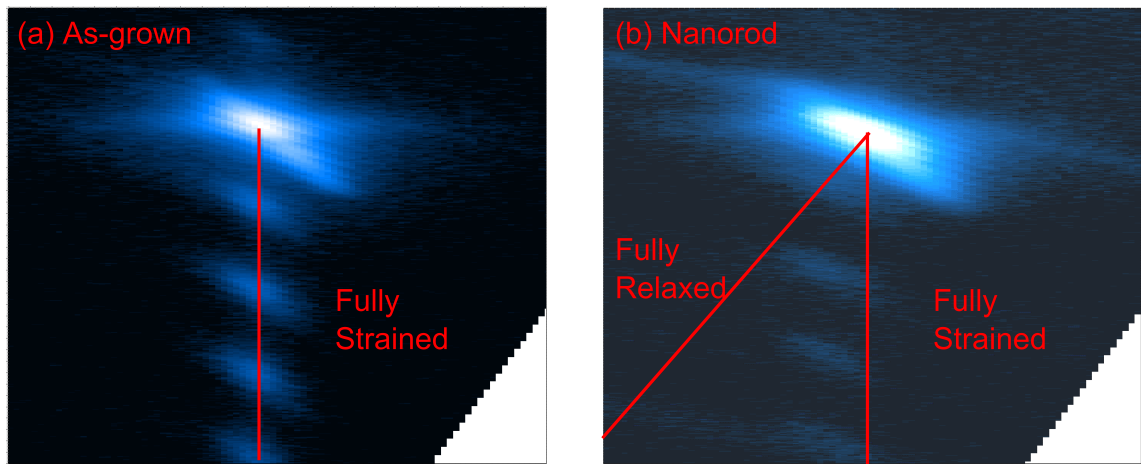 (a) As-grown
Fully
Strained
(b) Nanorod
Fully
Relaxed
Fully
Strained